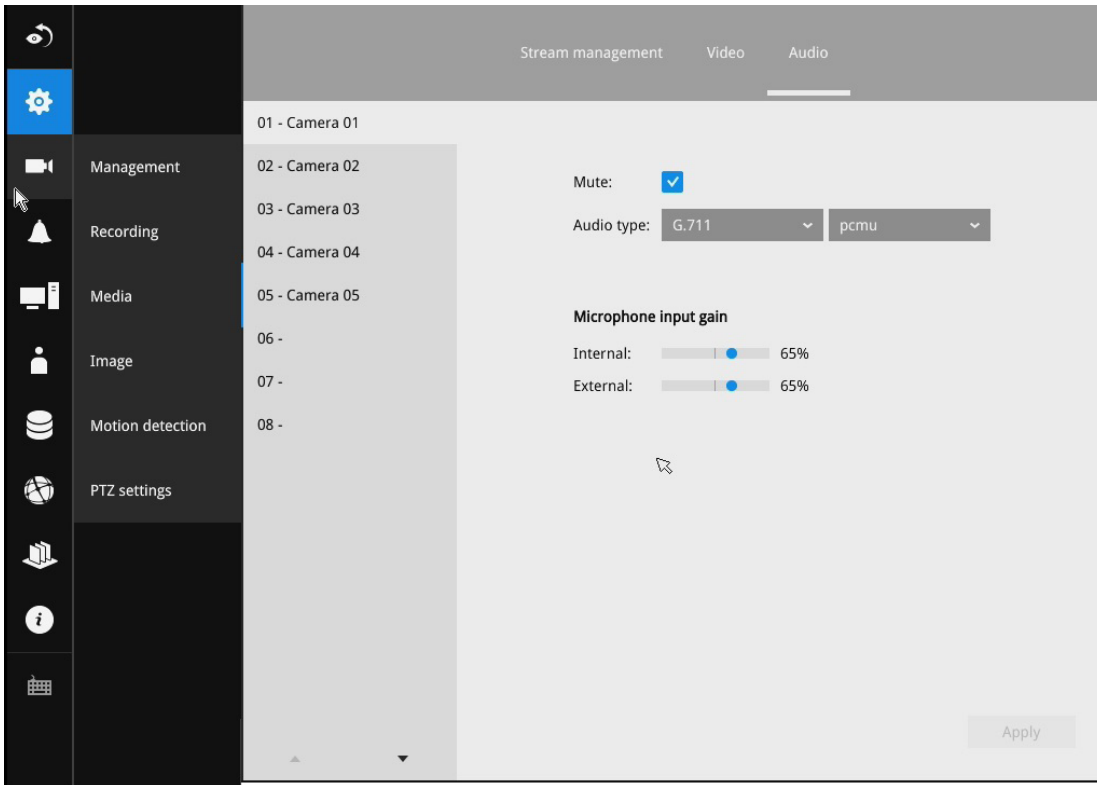 Stream management Video Audio
Management
Recording
Media
Image
Motion detection
PTZ settings
01 - Camera 01
02 - Camera 02
03 - Camera 03
04 - Camera 04
05 - Camera 05
06 -
07 -
08 -
Mute:
Audio type: G.711 pcmu
Microphone input gain
Internal: 65%
External: 65%
Apply